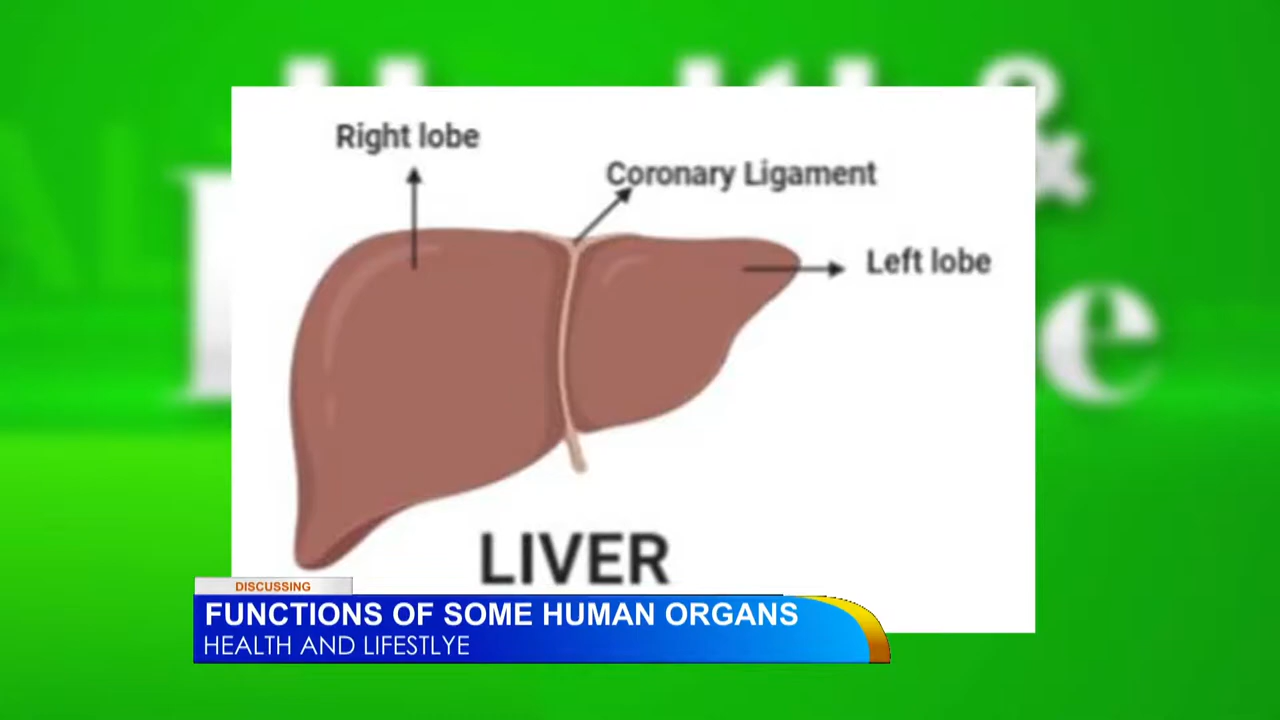 Right lobe
Coronary Ligament
Left lobe
LIVER
DISCUSSING
FUNCTIONS OF SOME HUMAN ORGANS
HEALTH AND LIFESTLYE